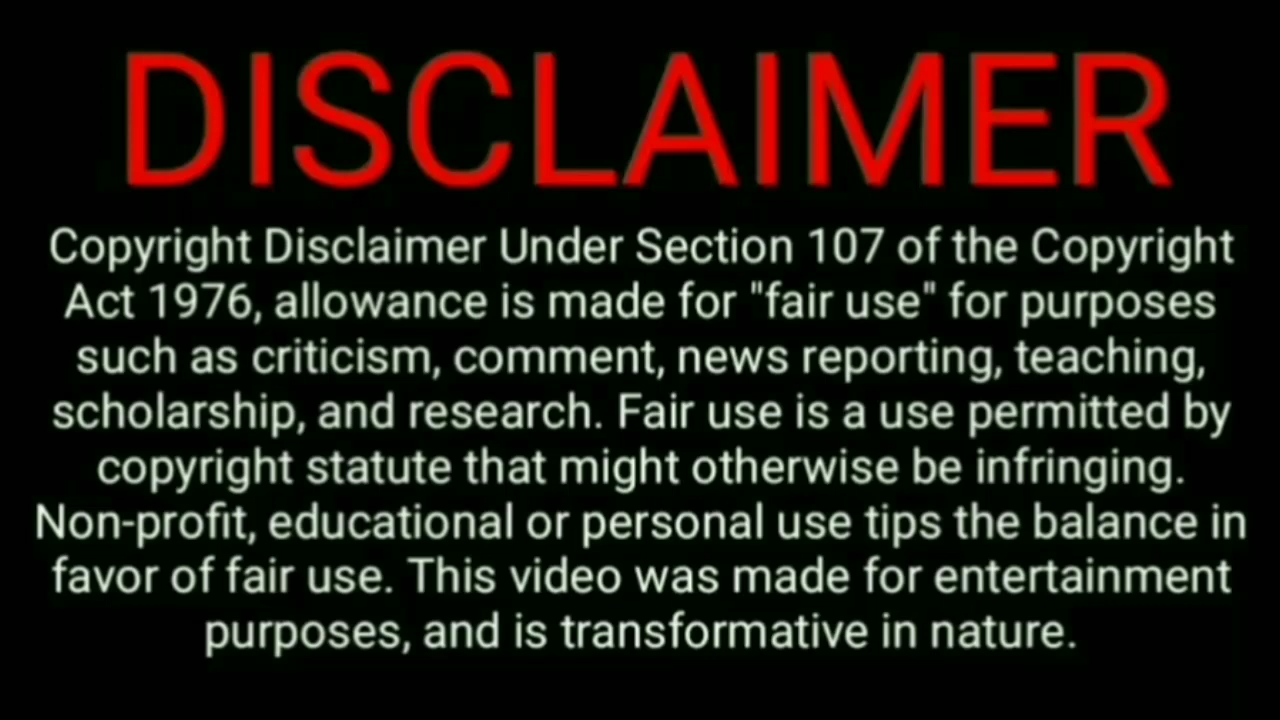 DISCLAIMER
Copyright Disclaimer Under Section 107 of the Copyright
Act 1976, allowance is made for "fair use" for purposes
such as criticism, comment, news reporting, teaching,
scholarship, and research. Fair use is a use permitted by
copyright statute that might otherwise be infringing.
Non-profit, educational or personal use tips the balance in
favor of fair use. This video was made for entertainment
purposes, and is transformative in nature.